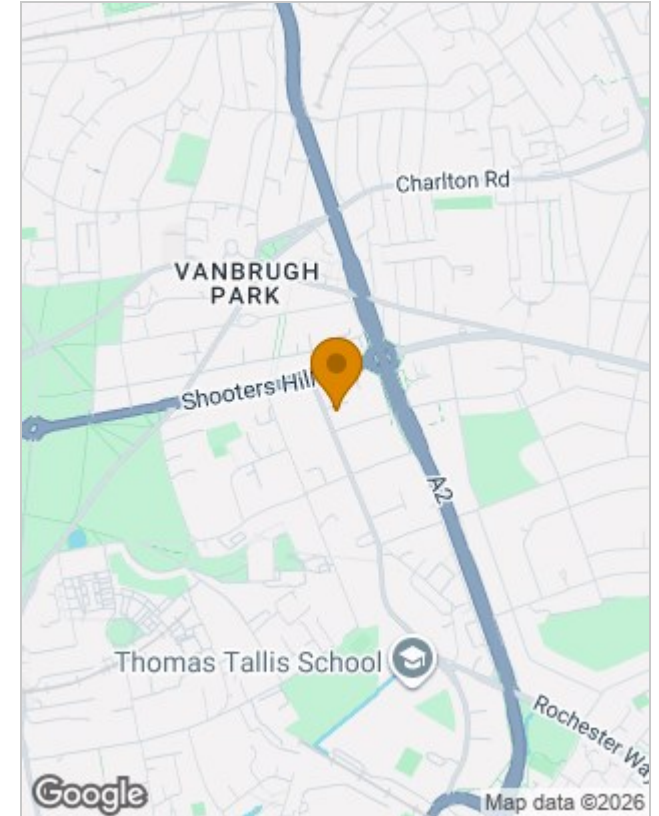 Charlton Rd
VANBRUGH
PARK
Shooters Hill
A2
Thomas Tallis School
Rochester Way
Google
Map data ©2026